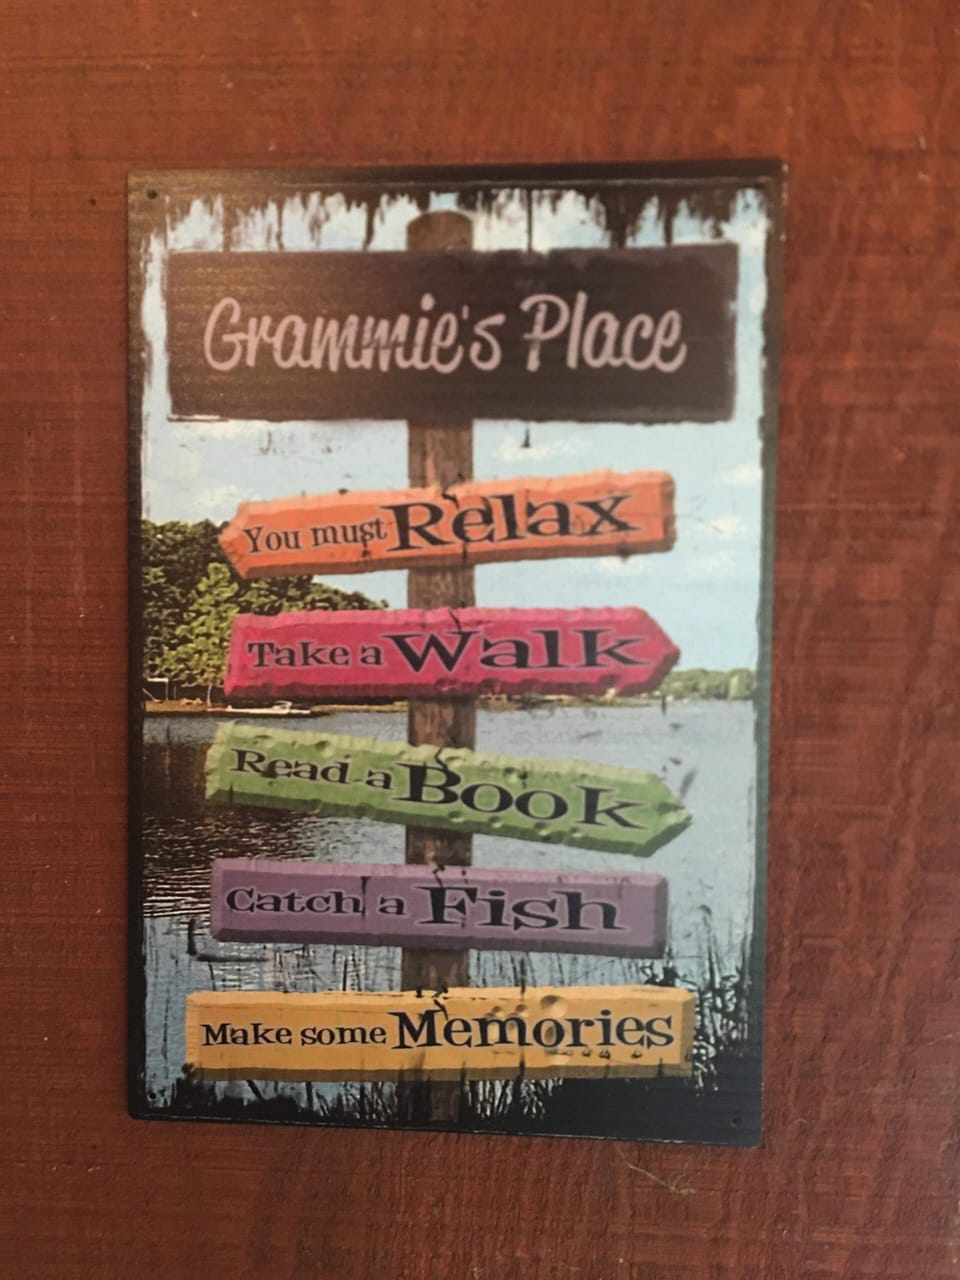 Grammie's Place
You must Relax
Take a Walk
Read a Book
Catch a Fish
Make some Memories